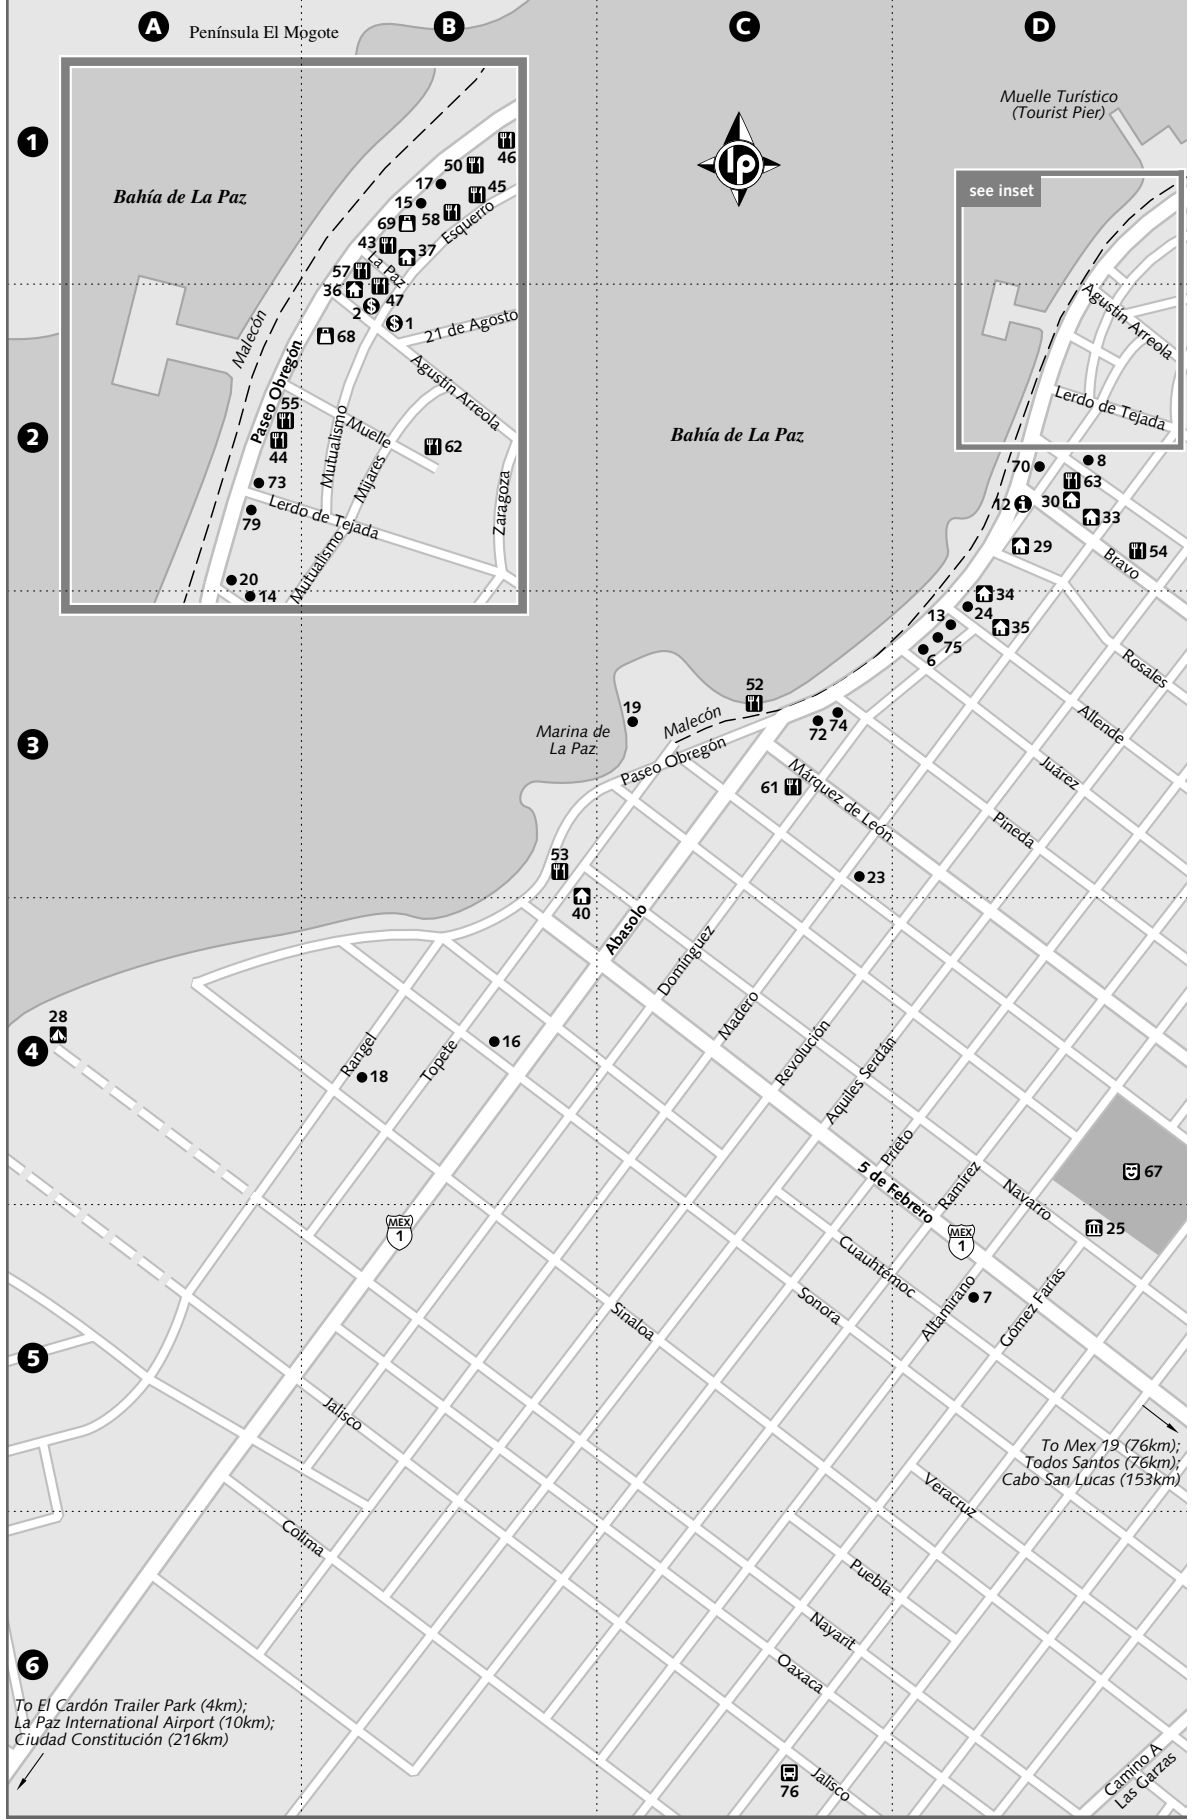 A
Península El Mogote
B
C
D
Muelle Turístico
(Tourist Pier)
1
46
50
17
45
Bahía de La Paz
15
58
lp
see inset
69
Esquerro
43
37
La Paz
57
36
47
2
1
21 de Agosto
68
Malecón
Agustín Arreola
Paseo Obregón
Agustín Arreola
55
Mutualismo
Muelle
Lerdo de Tejada
2
44
62
Bahía de La Paz
Mijares
73
Zaragoza
8
70
63
Lerdo de Tejada
79
12
30
33
Mutualismo
29
54
Bravo
20
14
34
24
13
35
75
6
Rosales
52
19
Malecón
74
72
Allende
Marina de
La Paz
3
Paseo Obregón
Juárez
61
Márquez de León
Pineda
53
23
40
Abasolo
Domínguez
28
Madero
16
4
Rangel
Topete
Revolución
18
Aquiles Serdán
Prieto
5 de Febrero
Ramírez
67
Navarro
MEX
1
MEX
1
25
Cuauhtémoc
7
Altamirano
Gómez Farías
Sonora
Sinaloa
5
Jalisco
To Mex 19 (76km);
Todos Santos (76km);
Cabo San Lucas (153km)
Veracruz
Colima
Puebla
Nayarit
6
Oaxaca
To El Cardón Trailer Park (4km);
La Paz International Airport (10km);
Ciudad Constitución (216km)
76
Jalisco
Camino A
Las Garzas